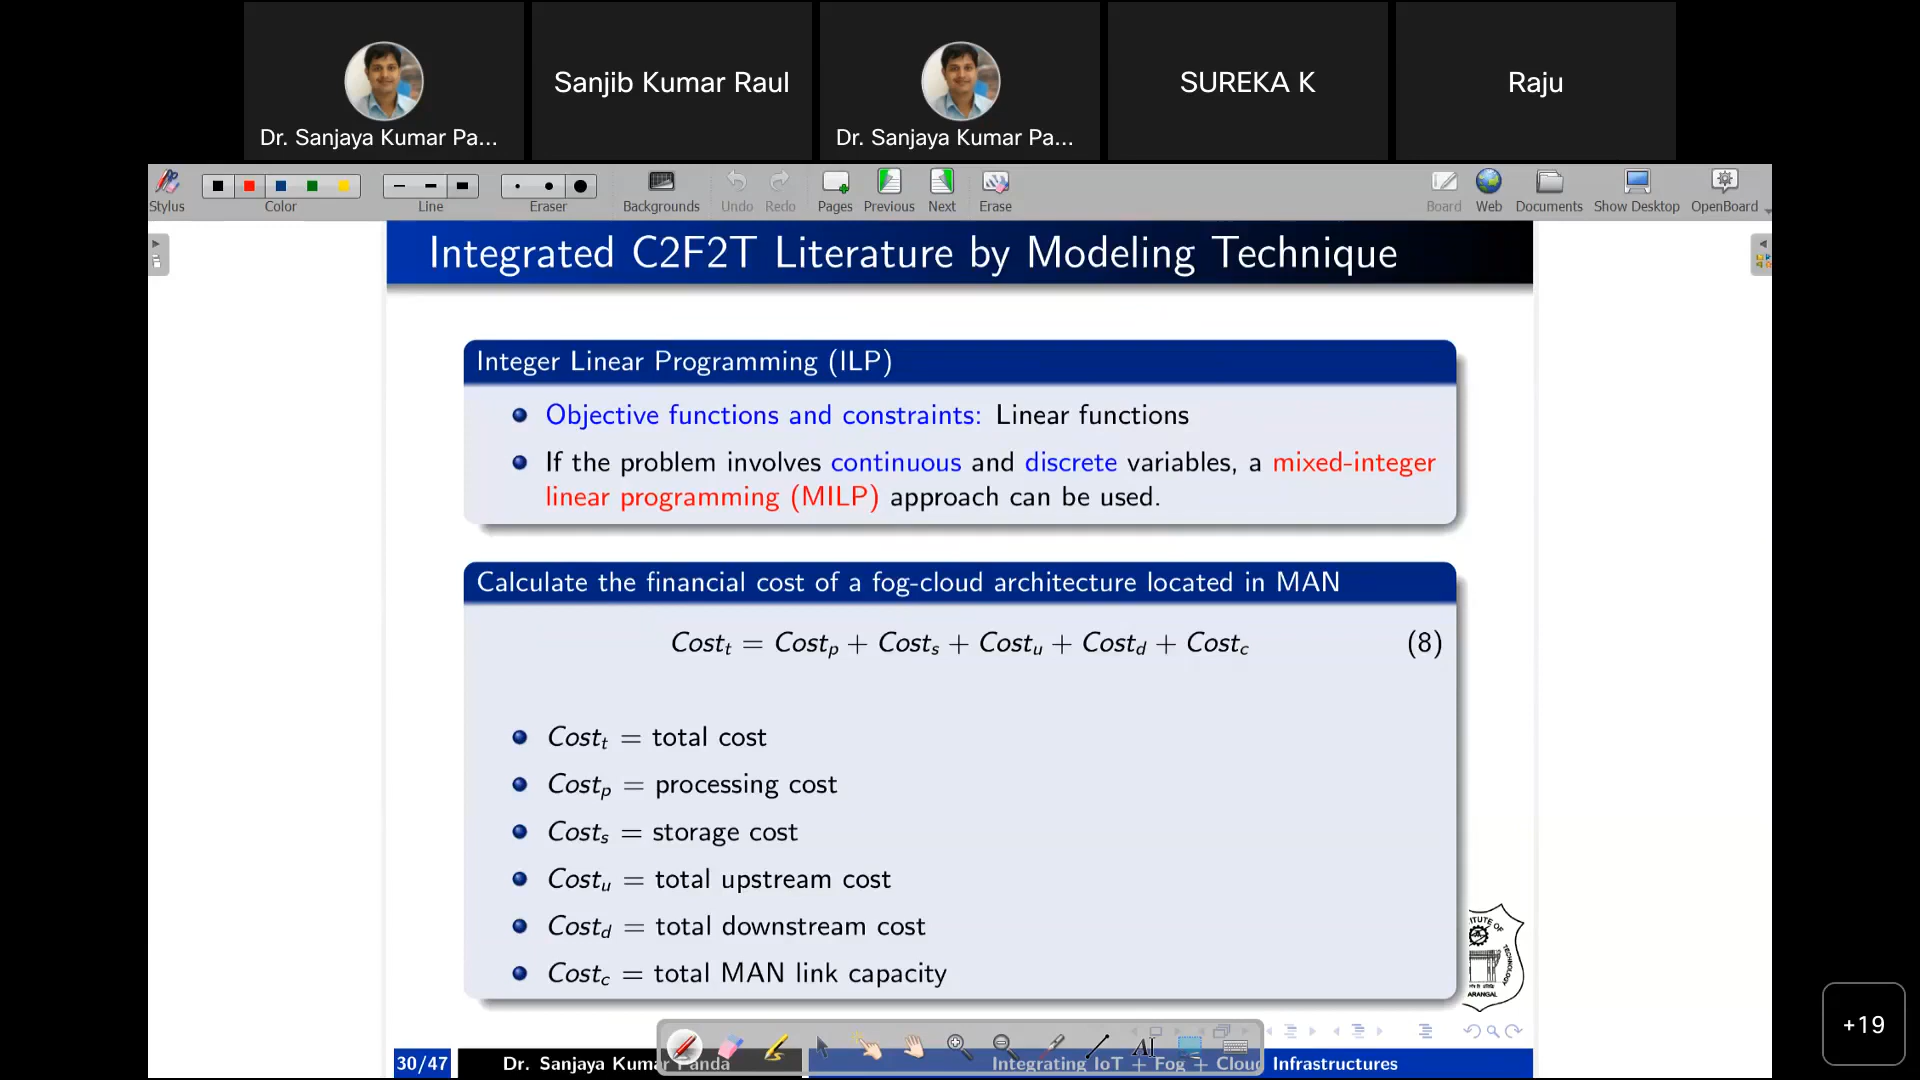 Dr. Sanjaya Kumar Pa...
Sanjib Kumar Raul
Dr. Sanjaya Kumar Pa...
SUREKA K
Raju
Stylus
Color
Line
Eraser
Backgrounds
Undo
Redo
Pages
Previous
Next
Erase
Board
Web
Documents
Show Desktop
OpenBoard
Integrated C2F2T Literature by Modeling Technique
Integer Linear Programming (ILP)
Objective functions and constraints: Linear functions
If the problem involves continuous and discrete variables, a mixed-integer
linear programming (MILP) approach can be used.
Calculate the financial cost of a fog-cloud architecture located in MAN
Cost_t = Cost_p + Cost_s + Cost_u + Cost_d + Cost_c (8)
Cost_t = total cost
Cost_p = processing cost
Cost_s = storage cost
Cost_u = total upstream cost
Cost_d = total downstream cost
Cost_c = total MAN link capacity
TECHNOLOGY
+19
30/47 Dr. Sanjaya Kumar Panda Integrating IoT + Fog + Cloud Infrastructures